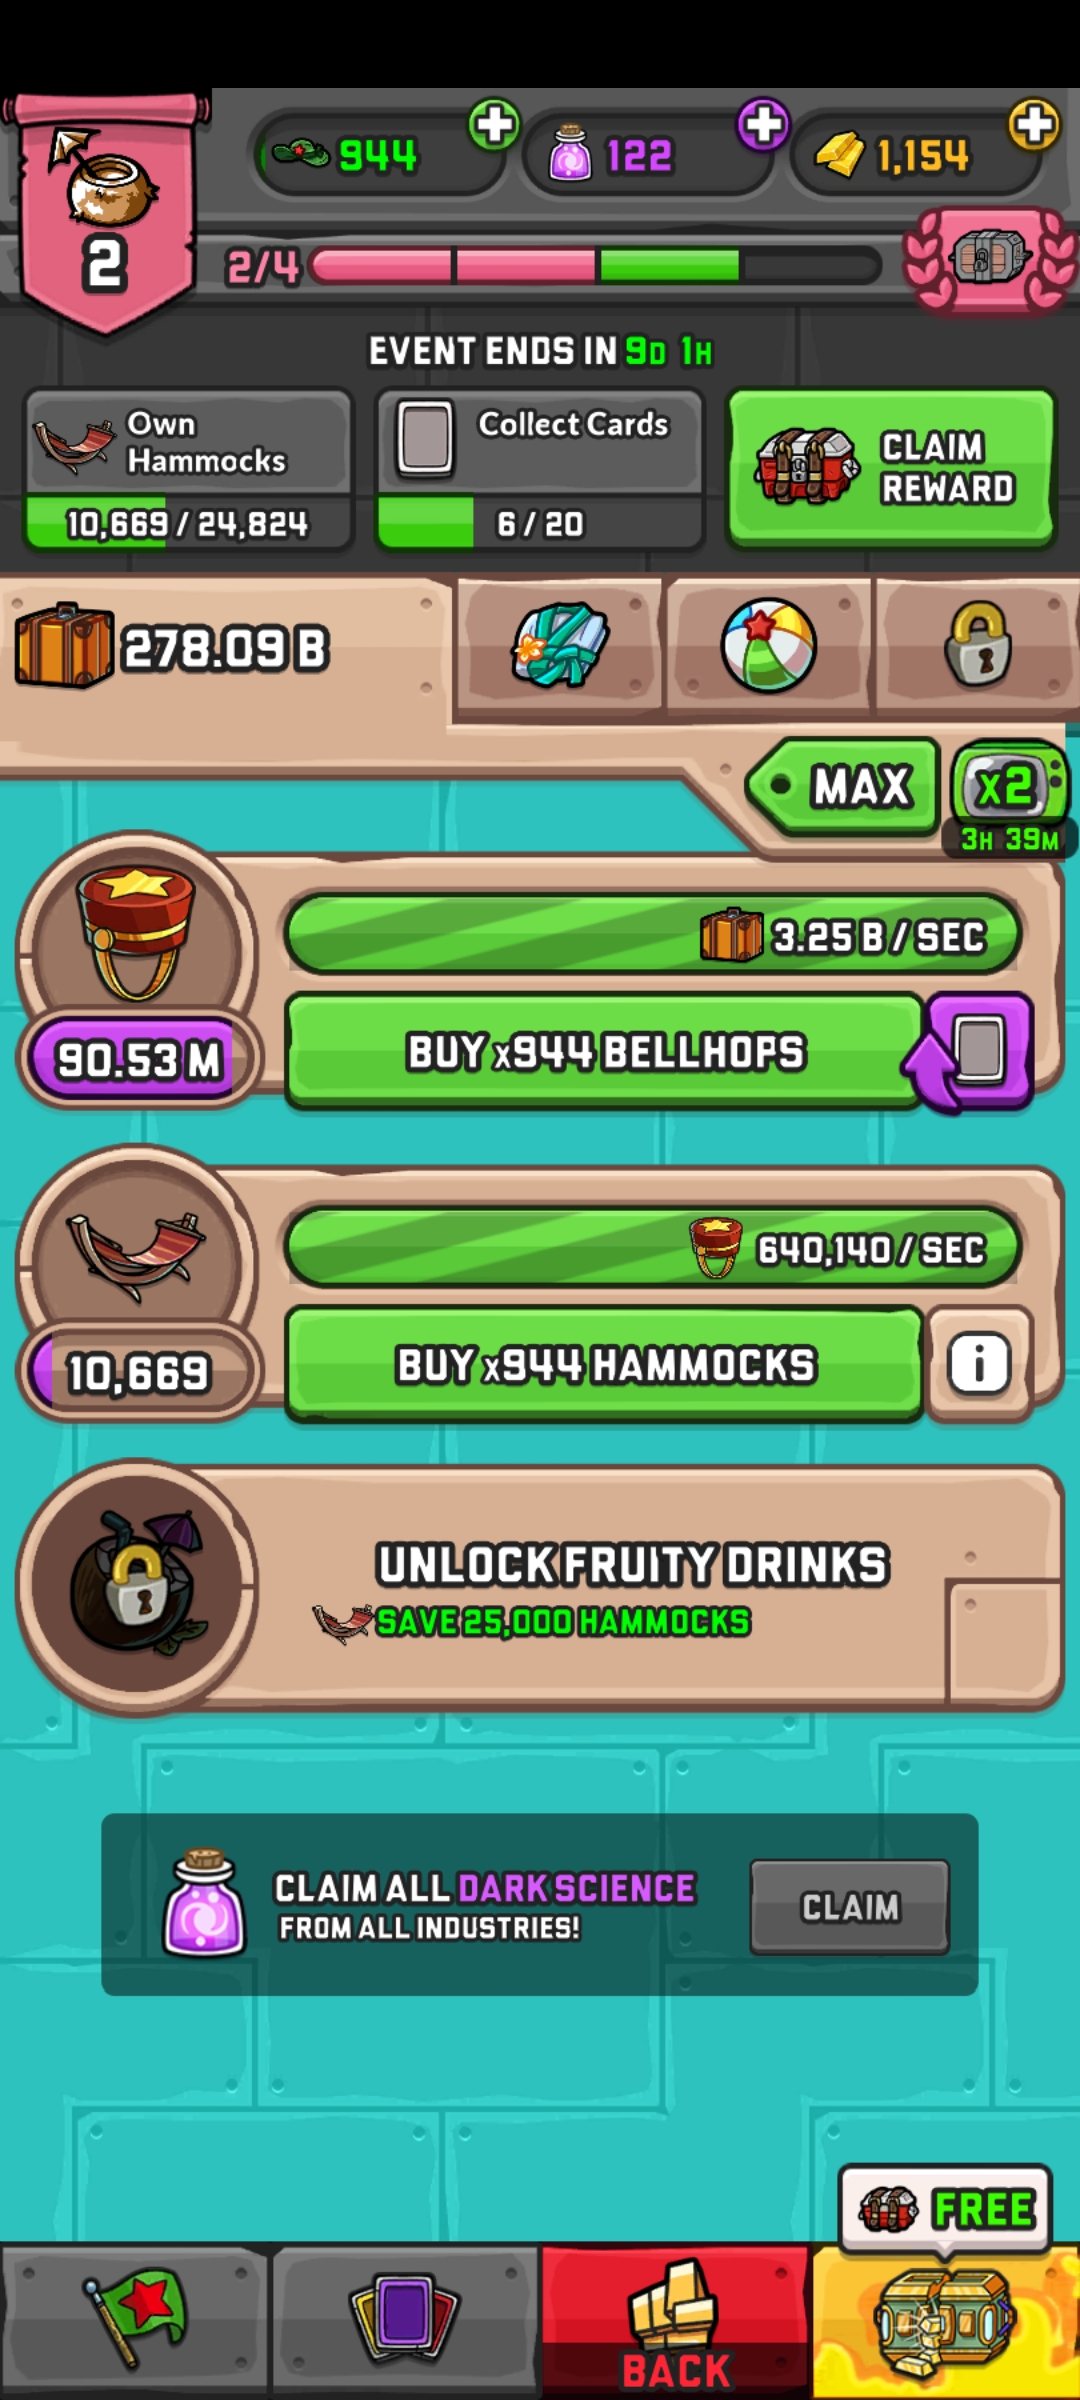 944
122
1,154
2
2/4
EVENT ENDS IN 9D 1H
Own
Hammocks
10,669 / 24,824
Collect Cards
6 / 20
CLAIM
REWARD
278.09 B
MAX
x2
3H 39M
3.25 B / SEC
90.53 M
BUY x944 BELLHOPS
640,140 / SEC
10,669
BUY x944 HAMMOCKS
i
UNLOCK FRUITY DRINKS
SAVE 25,000 HAMMOCKS
CLAIM ALL DARK SCIENCE
FROM ALL INDUSTRIES!
CLAIM
FREE
BACK